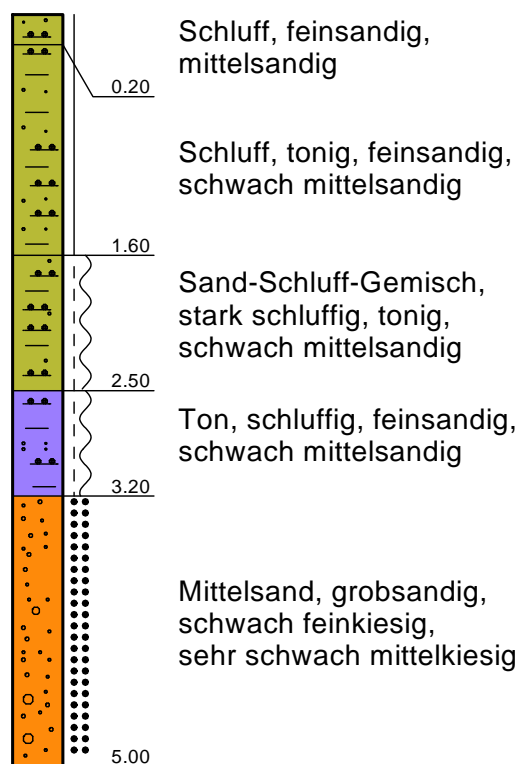 Schluff, feinsandig,
mittelsandig
0.20
Schluff, tonig, feinsandig,
schwach mittelsandig
1.60
Sand-Schluff-Gemisch,
stark schluffig, tonig,
schwach mittelsandig
2.50
Ton, schluffig, feinsandig,
schwach mittelsandig
3.20
Mittelsand, grobsandig,
schwach feinkiesig,
sehr schwach mittelkiesig
5.00